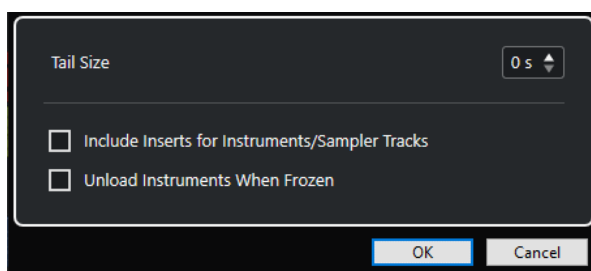 Tail Size
0 s
Include Inserts for Instruments/Sampler Tracks
Unload Instruments When Frozen
OK
Cancel